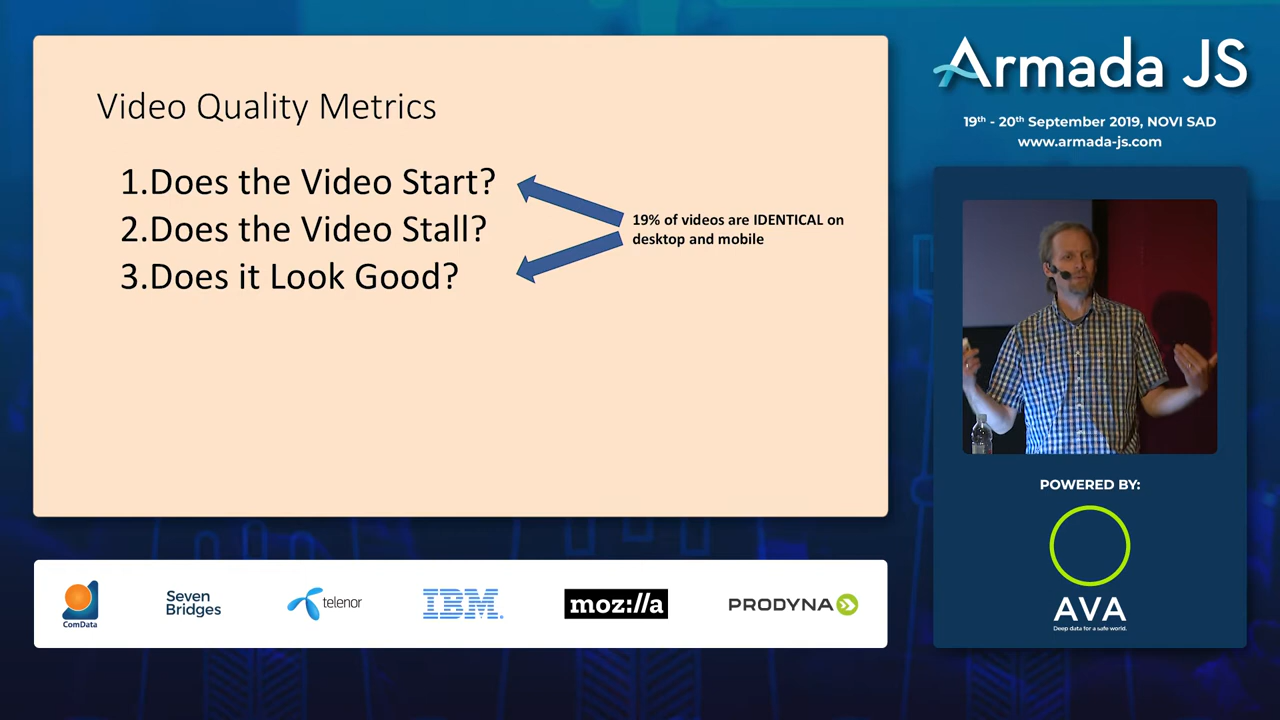 Video Quality Metrics
1.Does the Video Start?
2.Does the Video Stall?
3.Does it Look Good?
19% of videos are IDENTICAL on
desktop and mobile
Armada JS
19th - 20th September 2019, NOVI SAD
www.armada-js.com
POWERED BY:
AVA
Deep data for a safe world.
ComData
Seven
Bridges
telenor
IBM
moz://a
PRODYNA